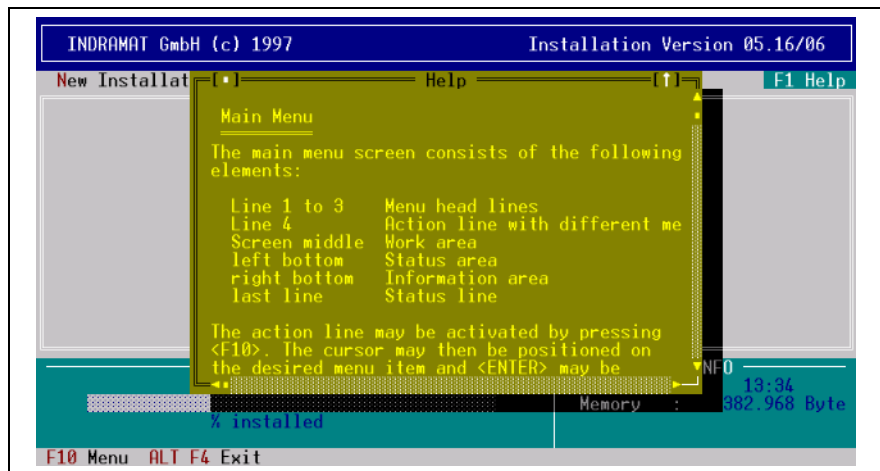 INDRAMAT GmbH (c) 1997 Installation Version 05.16/06
New Installat Help F1 Help
Main Menu
The main menu screen consists of the following
elements:
Line 1 to 3 Menu head lines
Line 4 Action line with different me
Screen middle Work area
left bottom Status area
right bottom Information area
last line Status line
The action line may be activated by pressing
<F10>. The cursor may then be positioned on
the desired menu item and <ENTER> may be
NFO
13:34
Memory : 382.968 Byte
% installed
F10 Menu ALT F4 Exit